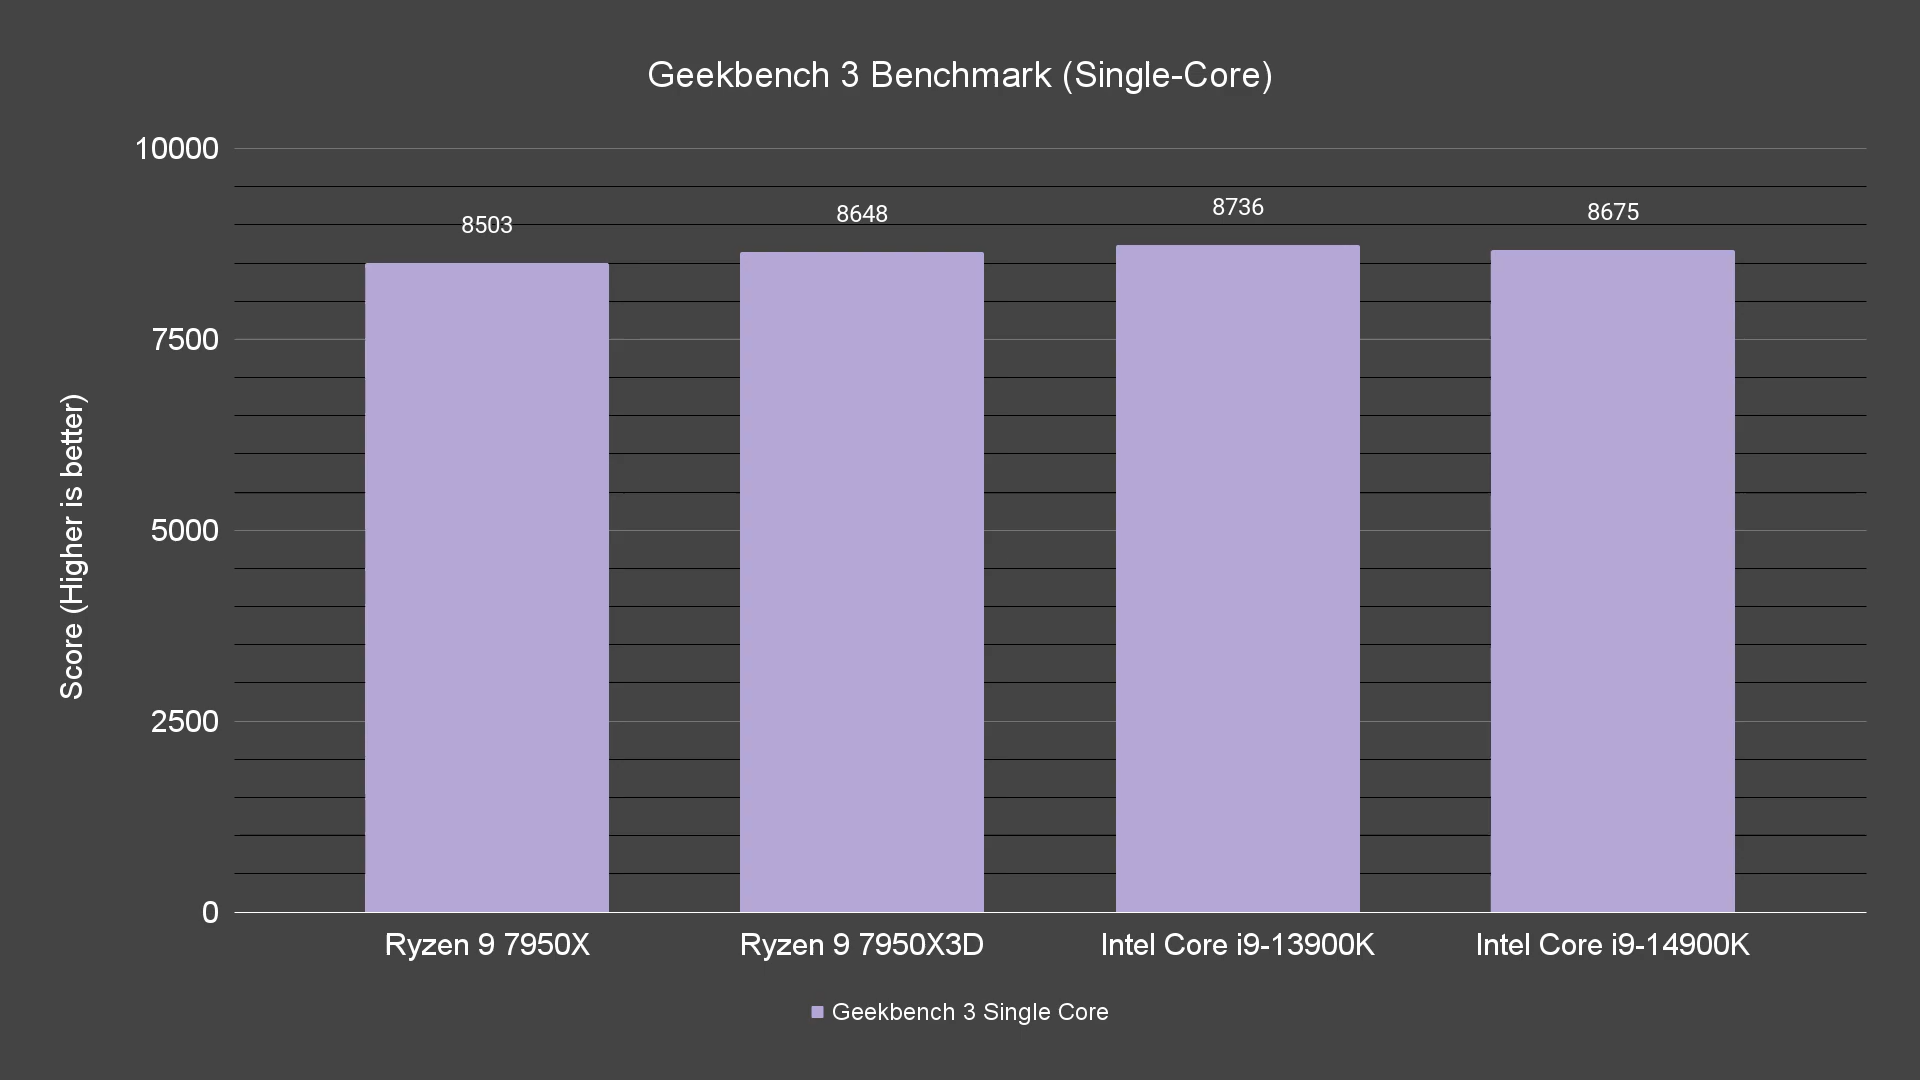 Geekbench 3 Benchmark (Single-Core)
Score (Higher is better)
10000
7500
5000
2500
0
8503
8648
8736
8675
Ryzen 9 7950X
Ryzen 9 7950X3D
Intel Core i9-13900K
Intel Core i9-14900K
Geekbench 3 Single Core